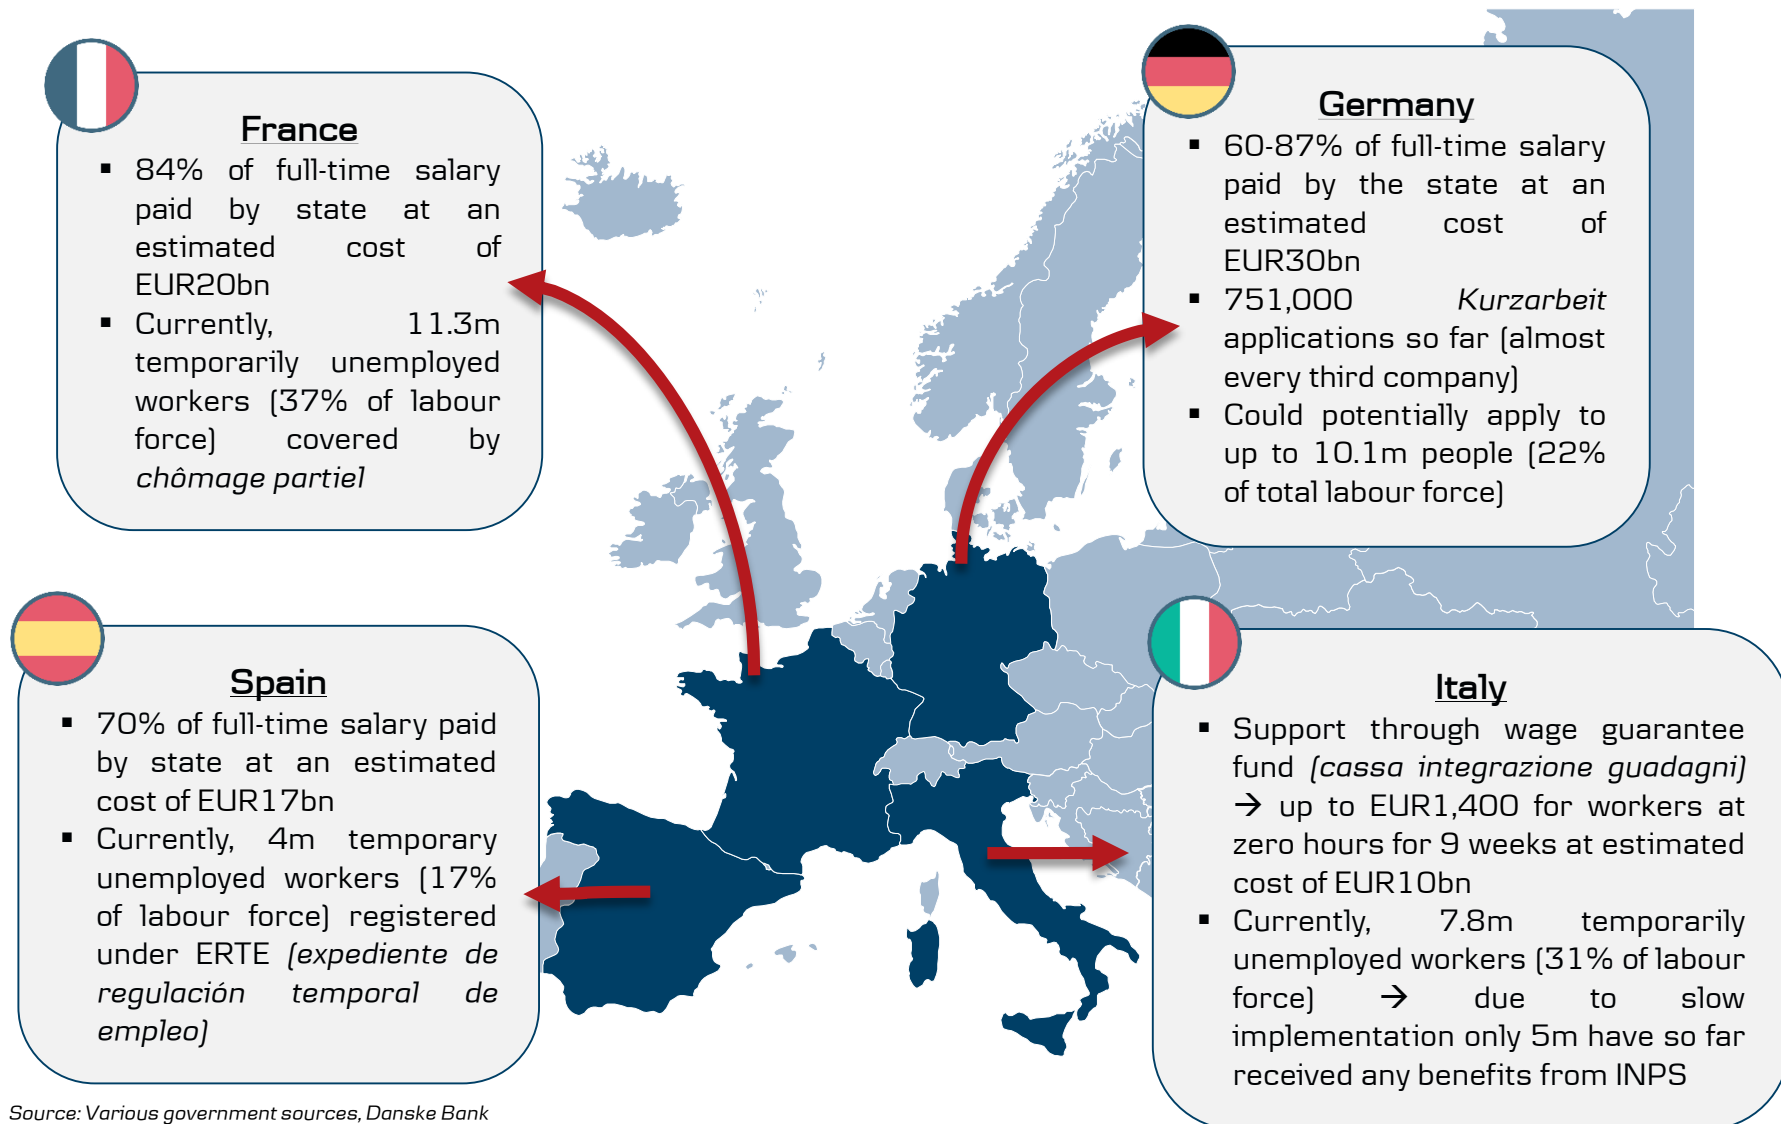 France
▪ 84% of full-time salary
paid by state at an
estimated cost of
EUR20bn
▪ Currently, 11.3m
temporarily unemployed
workers (37% of labour
force) covered by
chômage partiel
Germany
▪ 60-87% of full-time salary
paid by the state at an
estimated cost of
EUR30bn
▪ 751,000 Kurzarbeit
applications so far (almost
every third company)
▪ Could potentially apply to
up to 10.1m people (22%
of total labour force)
Spain
▪ 70% of full-time salary paid
by state at an estimated
cost of EUR17bn
▪ Currently, 4m temporary
unemployed workers (17%
of labour force) registered
under ERTE (expediente de
regulación temporal de
empleo)
Italy
▪ Support through wage guarantee
fund (cassa integrazione guadagni)
→ up to EUR1,400 for workers at
zero hours for 9 weeks at estimated
cost of EUR10bn
▪ Currently, 7.8m temporarily
unemployed workers (31% of labour
force) → due to slow
implementation only 5m have so far
received any benefits from INPS
Source: Various government sources, Danske Bank